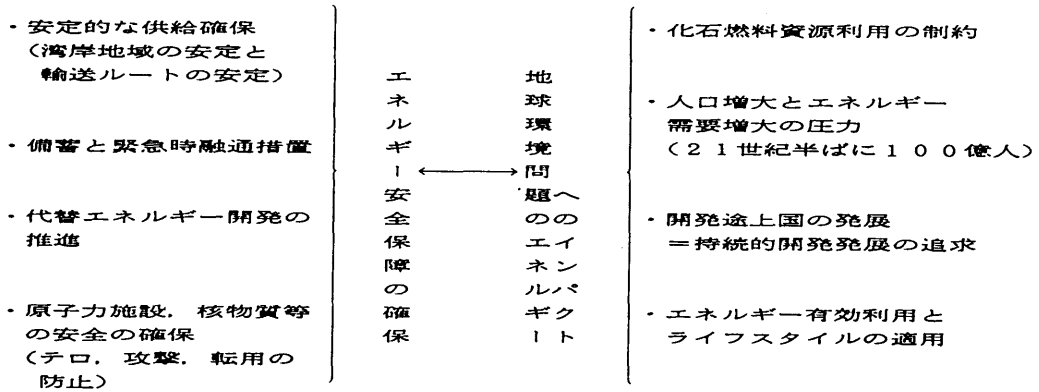 ・安定的な供給確保
(湾岸地域の安定と
輸送ルートの安定)
・備蓄と緊急時融通措置
・代替エネルギー開発の
推進
・原子力施設，核物質等
の安全の確保
(テロ，攻撃，転用の
防止)
エネルギー安全保障の確保
地球環境問題のエネルギー
へのインパクト
・化石燃料資源利用の制約
・人口増大とエネルギー
需要増大の圧力
(２１世紀半ばに１００億人)
・開発途上国の発展
＝持続的開発発展の追求
・エネルギー有効利用と
ライフスタイルの適用